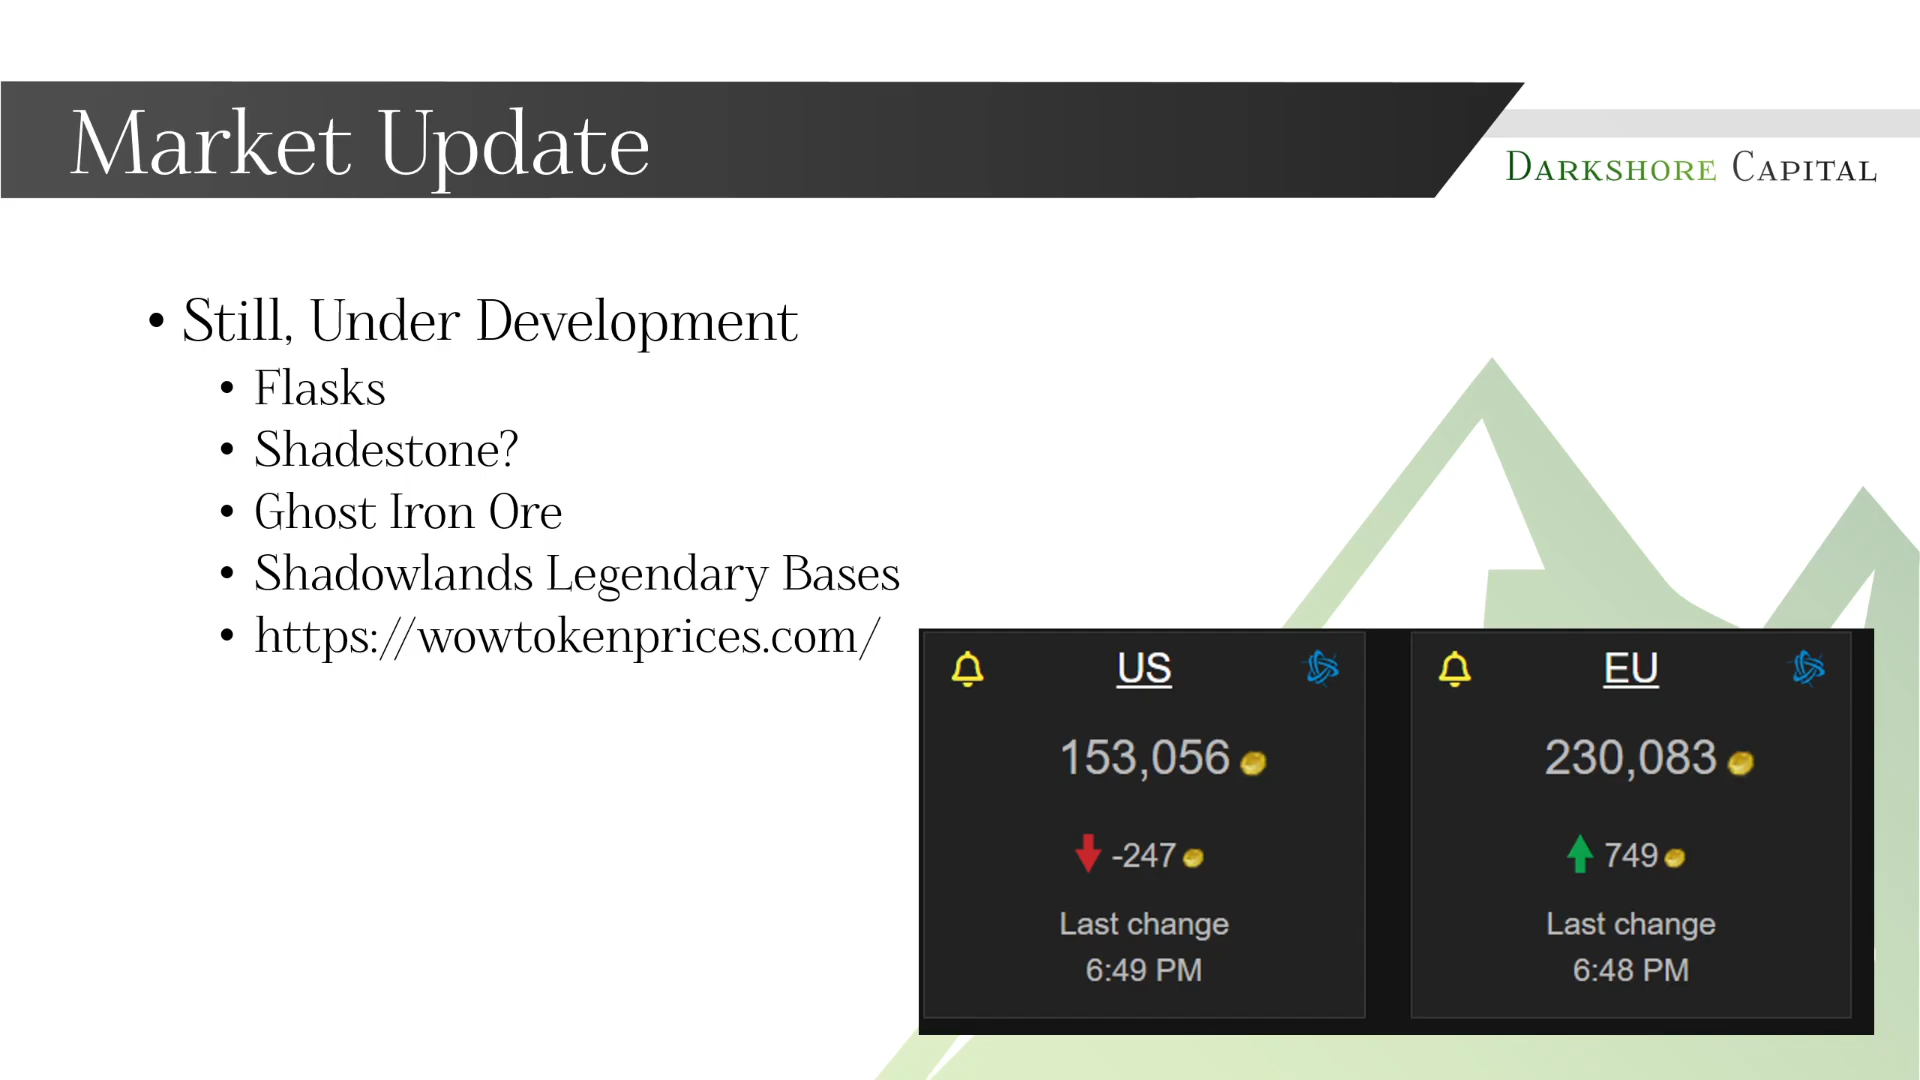 Market Update
DARKSHORE CAPITAL
• Still, Under Development
• Flasks
• Shadestone?
• Ghost Iron Ore
• Shadowlands Legendary Bases
• https://wowtokenprices.com/
US
153,056
-247
Last change
6:49 PM
EU
230,083
749
Last change
6:48 PM